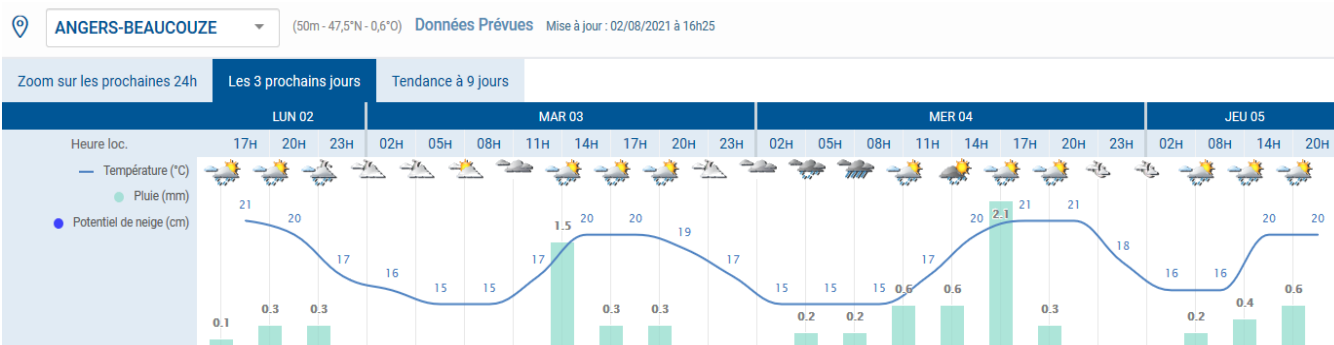 ANGERS-BEAUCOUZE (50m - 47,5°N - 0,6°O) Données Prévues Mise à jour : 02/08/2021 à 16h25
Zoom sur les prochaines 24h Les 3 prochains jours Tendance à 9 jours
LUN 02 MAR 03 MER 04 JEU 05
Heure loc. 17H 20H 23H 02H 05H 08H 11H 14H 17H 20H 23H 02H 05H 08H 11H 14H 17H 20H 23H 02H 08H 14H 20H
Température (°C)
Pluie (mm)
Potentiel de neige (cm)
21 20 17 16 15 15 17 20 20 19 17 15 15 15 17 20 21 21 18 16 16 20 20
0.1 0.3 0.3 1.5 0.3 0.3 0.2 0.2 0.6 0.6 2.1 0.3 0.2 0.4 0.6